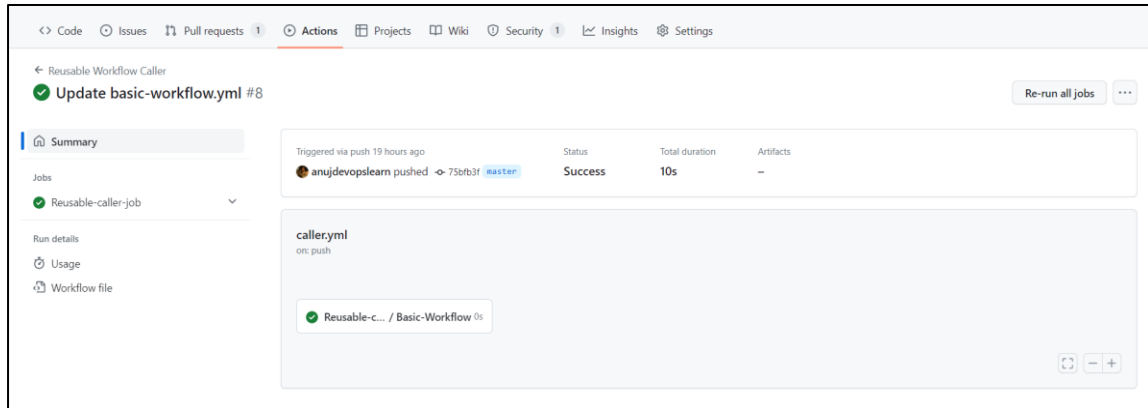 <> Code Issues Pull requests 1 Actions Projects Wiki Security 1 Insights Settings
← Reusable Workflow Caller
Update basic-workflow.yml #8
Re-run all jobs ...
Summary
Jobs
Reusable-caller-job
Run details
Usage
Workflow file
Triggered via push 19 hours ago Status Total duration Artifacts
anujdevopslearn pushed 75bfb3f master Success 10s –
caller.yml
on: push
Reusable-c... / Basic-Workflow 0s
− +